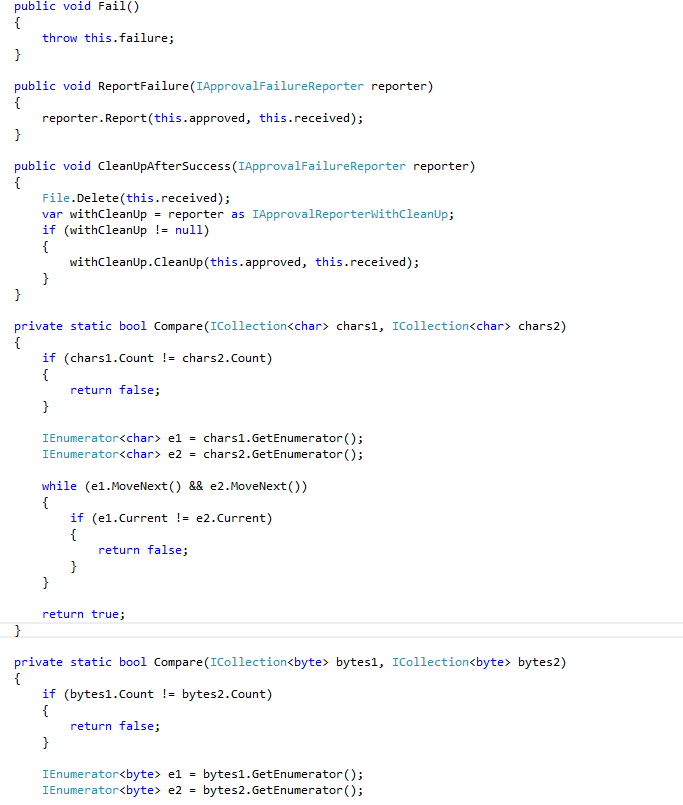 public void Fail()
{
    throw this.failure;
}

public void ReportFailure(IApprovalFailureReporter reporter)
{
    reporter.Report(this.approved, this.received);
}

public void CleanUpAfterSuccess(IApprovalFailureReporter reporter)
{
    File.Delete(this.received);
    var withCleanUp = reporter as IApprovalReporterWithCleanUp;
    if (withCleanUp != null)
    {
        withCleanUp.CleanUp(this.approved, this.received);
    }
}

private static bool Compare(ICollection<char> chars1, ICollection<char> chars2)
{
    if (chars1.Count != chars2.Count)
    {
        return false;
    }

    IEnumerator<char> e1 = chars1.GetEnumerator();
    IEnumerator<char> e2 = chars2.GetEnumerator();

    while (e1.MoveNext() && e2.MoveNext())
    {
        if (e1.Current != e2.Current)
        {
            return false;
        }
    }

    return true;
}

private static bool Compare(ICollection<byte> bytes1, ICollection<byte> bytes2)
{
    if (bytes1.Count != bytes2.Count)
    {
        return false;
    }

    IEnumerator<byte> e1 = bytes1.GetEnumerator();
    IEnumerator<byte> e2 = bytes2.GetEnumerator();